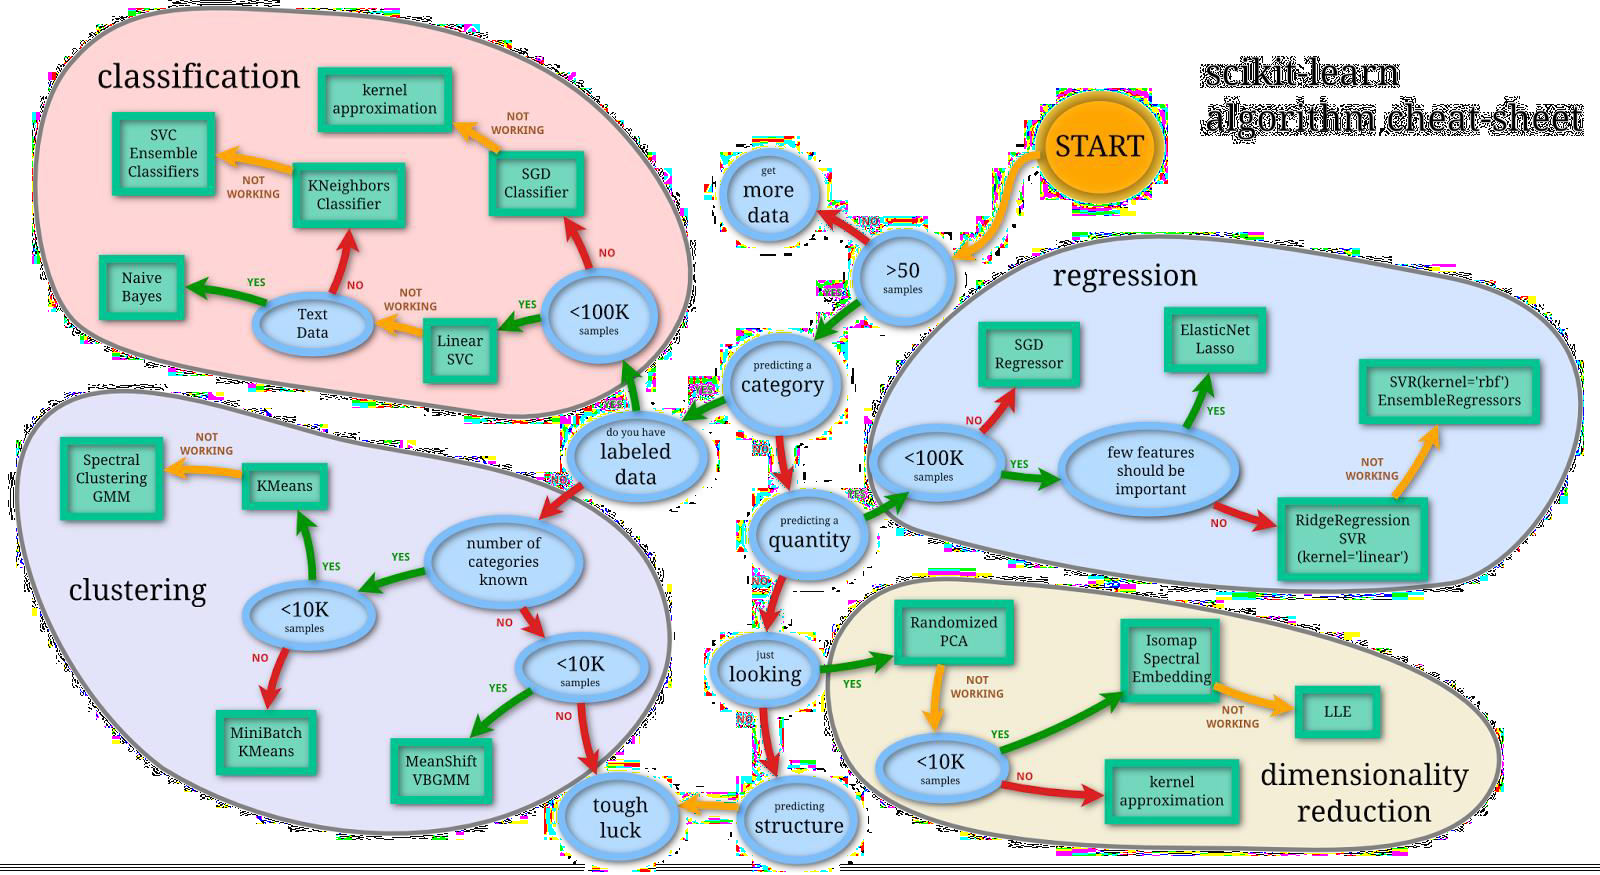 scikit-learn
algorithm cheat-sheet
START
>50
samples
NO
get
more
data
YES
predicting a
category
YES
do you have
labeled
data
YES
NO
NO
predicting a
quantity
YES
NO
just
looking
YES
NO
predicting
structure
tough
luck
classification
kernel
approximation
NOT
WORKING
SGD
Classifier
NO
<100K
samples
YES
Linear
SVC
NOT
WORKING
Text
Data
YES
Naive
Bayes
NO
KNeighbors
Classifier
NOT
WORKING
SVC
Ensemble
Classifiers
clustering
number of
categories
known
YES
<10K
samples
YES
KMeans
NOT
WORKING
Spectral
Clustering
GMM
NO
MiniBatch
KMeans
NO
<10K
samples
YES
MeanShift
VBGMM
NO
regression
<100K
samples
NO
SGD
Regressor
YES
few features
should be
important
YES
ElasticNet
Lasso
NO
RidgeRegression
SVR
(kernel='linear')
NOT
WORKING
SVR(kernel='rbf')
EnsembleRegressors
dimensionality
reduction
Randomized
PCA
NOT
WORKING
<10K
samples
YES
Isomap
Spectral
Embedding
NOT
WORKING
LLE
NO
kernel
approximation